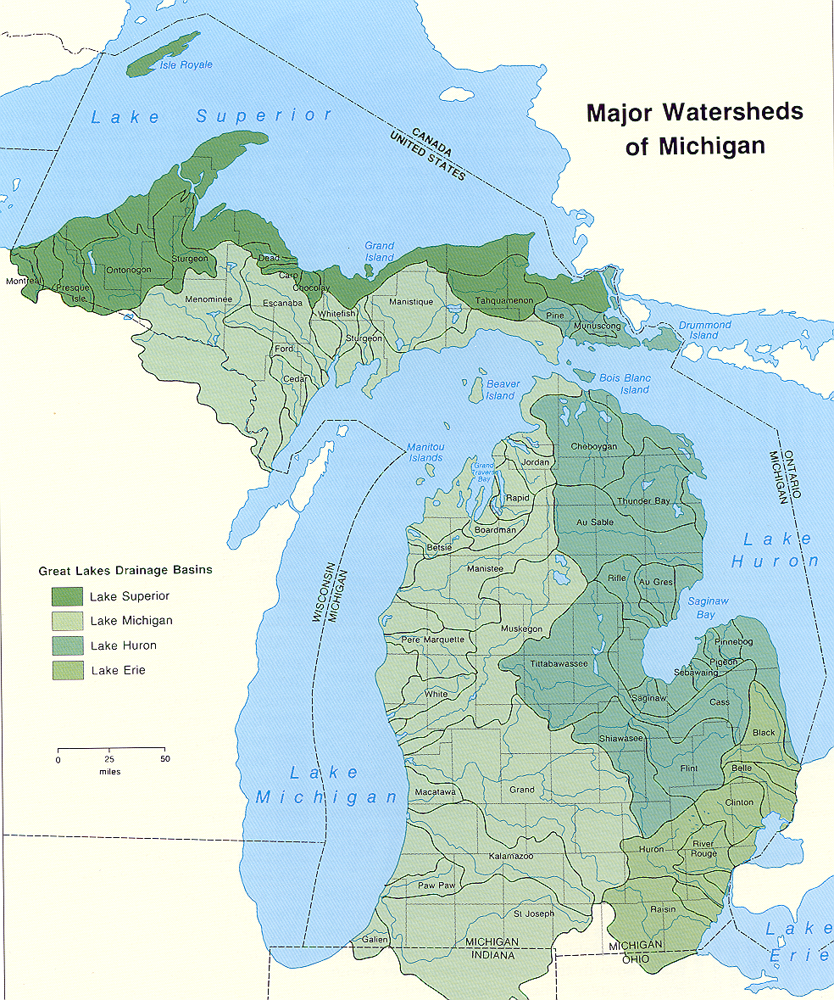 Major Watersheds
of Michigan
Isle Royale
Lake Superior
CANADA
UNITED STATES
Grand
Island
Montreal
Presque
Isle
Ontonogon
Sturgeon
Dead
Carp
Chocolay
Menominee
Escanaba
Whitefish
Manistique
Tahquamenon
Pine
Munuscong
Drummond
Island
Sturgeon
Ford
Cedar
Beaver
Island
Bois Blanc
Island
Manitou
Islands
Grand
Traverse
Bay
Jordan
Cheboygan
ONTARIO
MICHIGAN
Rapid
Thunder Bay
Au Sable
Boardman
Betsie
Lake
Huron
Manistee
Rifle
Au Gres
WISCONSIN
MICHIGAN
Saginaw
Bay
Great Lakes Drainage Basins
Lake Superior
Lake Michigan
Lake Huron
Lake Erie
Muskegon
Pere Marquette
Pinnebog
Pigeon
Tittabawassee
Sebawaing
White
Saginaw
Cass
Black
Shiawasee
0 25 50
miles
Flint
Belle
Lake
Michigan
Macatawa
Grand
Clinton
Huron
River
Rouge
Kalamazoo
Paw Paw
Raisin
St Joseph
Galien
MICHIGAN
INDIANA
MICHIGAN
OHIO
Lake
Erie